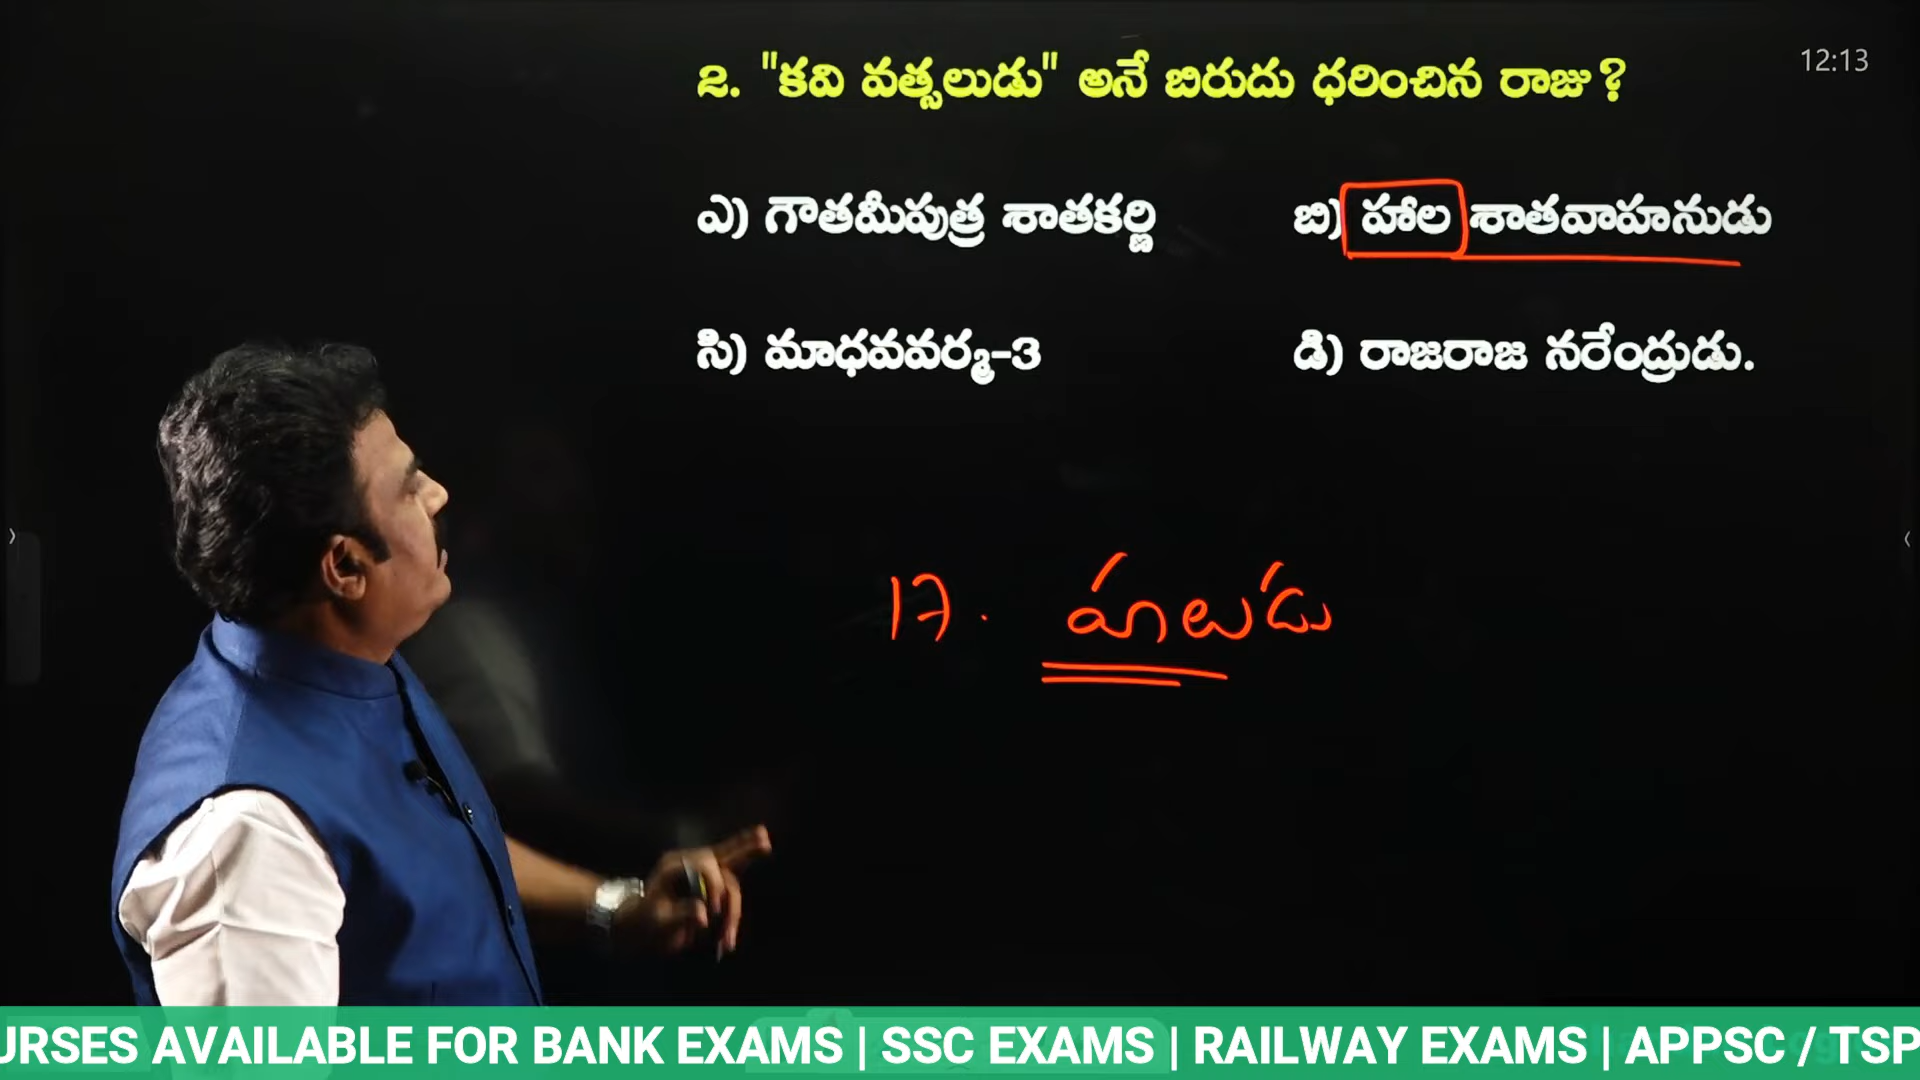 12:13
౭. "కవి వత్సలుడు" అనే బిరుదు ధరించిన రాజు?
ఎ) గౌతమీపుత్ర శాతకర్ణి
బి) హాల శాతవాహనుడు
సి) మాధవవర్మ-3
డి) రాజరాజ నరేంద్రుడు.
17. హలుడు
URSES AVAILABLE FOR BANK EXAMS | SSC EXAMS | RAILWAY EXAMS | APPSC / TSP